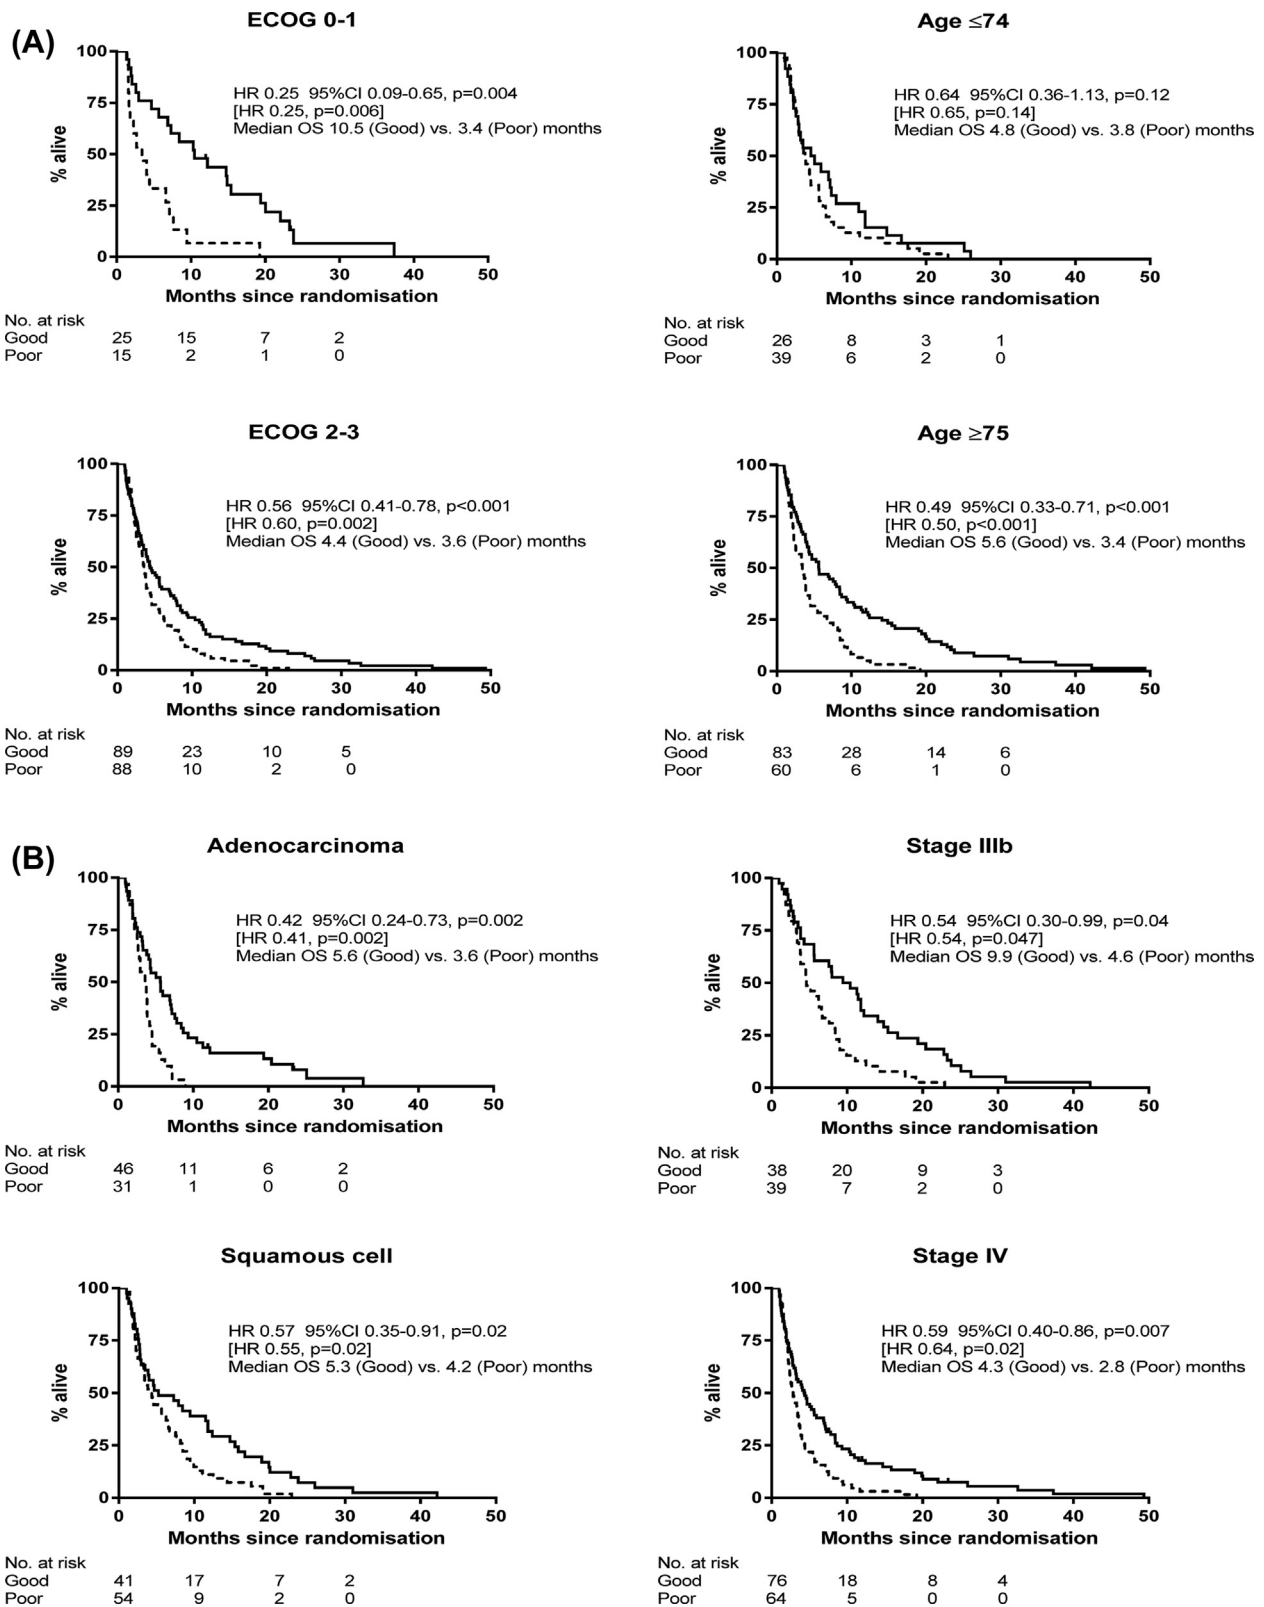 (A)
ECOG 0-1
100
75
50
25
0
% alive
HR 0.25 95%CI 0.09-0.65, p=0.004
[HR 0.25, p=0.006]
Median OS 10.5 (Good) vs. 3.4 (Poor) months
0 10 20 30 40 50
Months since randomisation
No. at risk
Good 25 15 7 2
Poor 15 2 1 0
Age ≤74
100
75
50
25
0
% alive
HR 0.64 95%CI 0.36-1.13, p=0.12
[HR 0.65, p=0.14]
Median OS 4.8 (Good) vs. 3.8 (Poor) months
0 10 20 30 40 50
Months since randomisation
No. at risk
Good 26 8 3 1
Poor 39 6 2 0
ECOG 2-3
100
75
50
25
0
% alive
HR 0.56 95%CI 0.41-0.78, p<0.001
[HR 0.60, p=0.002]
Median OS 4.4 (Good) vs. 3.6 (Poor) months
0 10 20 30 40 50
Months since randomisation
No. at risk
Good 89 23 10 5
Poor 88 10 2 0
Age ≥75
100
75
50
25
0
% alive
HR 0.49 95%CI 0.33-0.71, p<0.001
[HR 0.50, p<0.001]
Median OS 5.6 (Good) vs. 3.4 (Poor) months
0 10 20 30 40 50
Months since randomisation
No. at risk
Good 83 28 14 6
Poor 60 6 1 0
(B)
Adenocarcinoma
100
75
50
25
0
% alive
HR 0.42 95%CI 0.24-0.73, p=0.002
[HR 0.41, p=0.002]
Median OS 5.6 (Good) vs. 3.6 (Poor) months
0 10 20 30 40 50
Months since randomisation
No. at risk
Good 46 11 6 2
Poor 31 1 0 0
Stage IIIb
100
75
50
25
0
% alive
HR 0.54 95%CI 0.30-0.99, p=0.04
[HR 0.54, p=0.047]
Median OS 9.9 (Good) vs. 4.6 (Poor) months
0 10 20 30 40 50
Months since randomisation
No. at risk
Good 38 20 9 3
Poor 39 7 2 0
Squamous cell
100
75
50
25
0
% alive
HR 0.57 95%CI 0.35-0.91, p=0.02
[HR 0.55, p=0.02]
Median OS 5.3 (Good) vs. 4.2 (Poor) months
0 10 20 30 40 50
Months since randomisation
No. at risk
Good 41 17 7 2
Poor 54 9 2 0
Stage IV
100
75
50
25
0
% alive
HR 0.59 95%CI 0.40-0.86, p=0.007
[HR 0.64, p=0.02]
Median OS 4.3 (Good) vs. 2.8 (Poor) months
0 10 20 30 40 50
Months since randomisation
No. at risk
Good 76 18 8 4
Poor 64 5 0 0